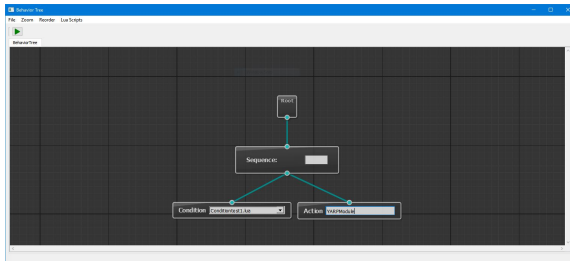 Behavior Tree
File Zoom Reorder Lua Scripts
BehaviorTree
Root
Sequence:
Condition Conditiontest1.lua
Action YARPModule